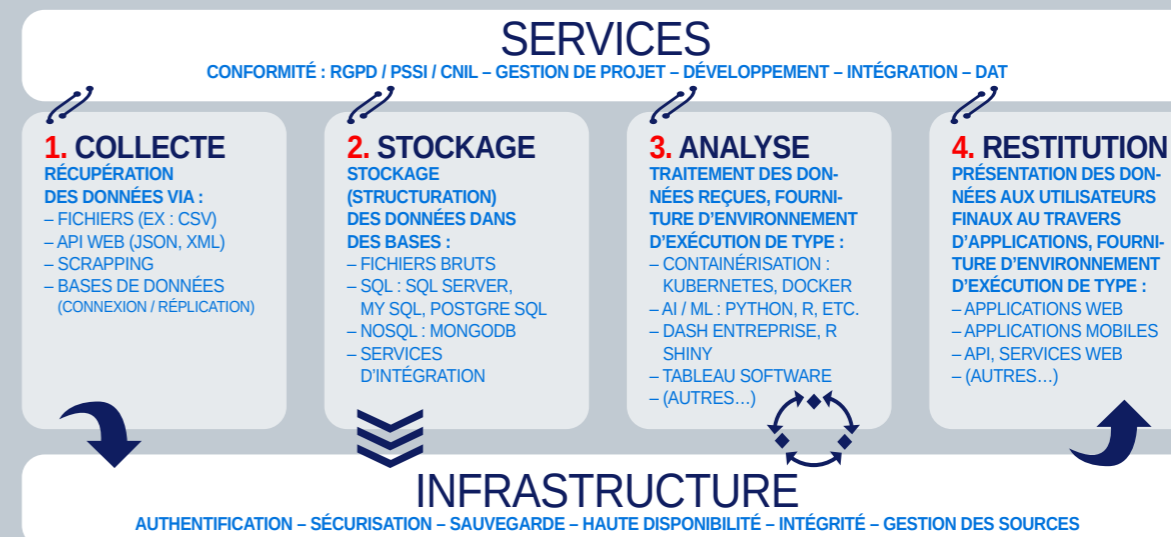 SERVICES
CONFORMITÉ : RGPD / PSSI / CNIL – GESTION DE PROJET – DÉVELOPPEMENT – INTÉGRATION – DAT
1. COLLECTE
RÉCUPÉRATION
DES DONNÉES VIA :
– FICHIERS (EX : CSV)
– API WEB (JSON, XML)
– SCRAPPING
– BASES DE DONNÉES
(CONNEXION / RÉPLICATION)
2. STOCKAGE
STOCKAGE
(STRUCTURATION)
DES DONNÉES DANS
DES BASES :
– FICHIERS BRUTS
– SQL : SQL SERVER,
MY SQL, POSTGRE SQL
– NOSQL : MONGODB
– SERVICES
D’INTÉGRATION
3. ANALYSE
TRAITEMENT DES DON-
NÉES REÇUES, FOURNI-
TURE D’ENVIRONNEMENT
D’EXÉCUTION DE TYPE :
– CONTAINÉRISATION :
KUBERNETES, DOCKER
– AI / ML : PYTHON, R, ETC.
– DASH ENTREPRISE, R
SHINY
– TABLEAU SOFTWARE
– (AUTRES…)
4. RESTITUTION
PRÉSENTATION DES DON-
NÉES AUX UTILISATEURS
FINAUX AU TRAVERS
D’APPLICATIONS, FOURNI-
TURE D’ENVIRONNEMENT
D’EXÉCUTION DE TYPE :
– APPLICATIONS WEB
– APPLICATIONS MOBILES
– API, SERVICES WEB
– (AUTRES…)
INFRASTRUCTURE
AUTHENTIFICATION – SÉCURISATION – SAUVEGARDE – HAUTE DISPONIBILITÉ – INTÉGRITÉ – GESTION DES SOURCES